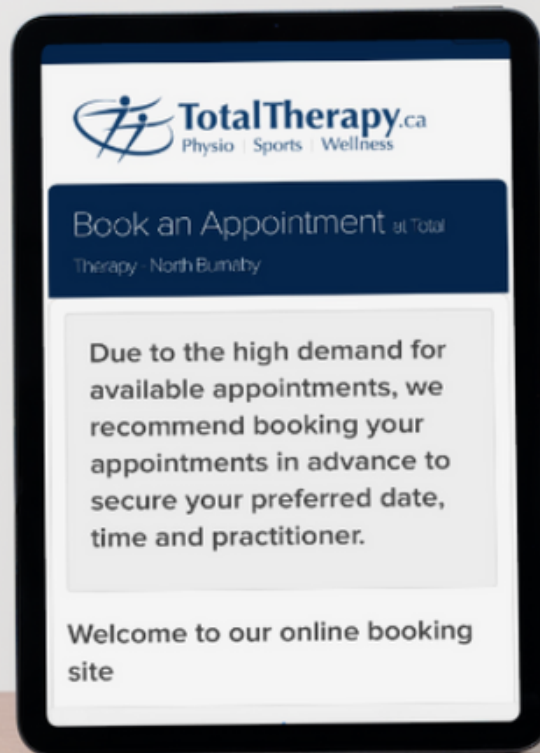 TotalTherapy.ca
Physio | Sports | Wellness
Book an Appointment at Total
Therapy - North Burnaby
Due to the high demand for
available appointments, we
recommend booking your
appointments in advance to
secure your preferred date,
time and practitioner.
Welcome to our online booking
site